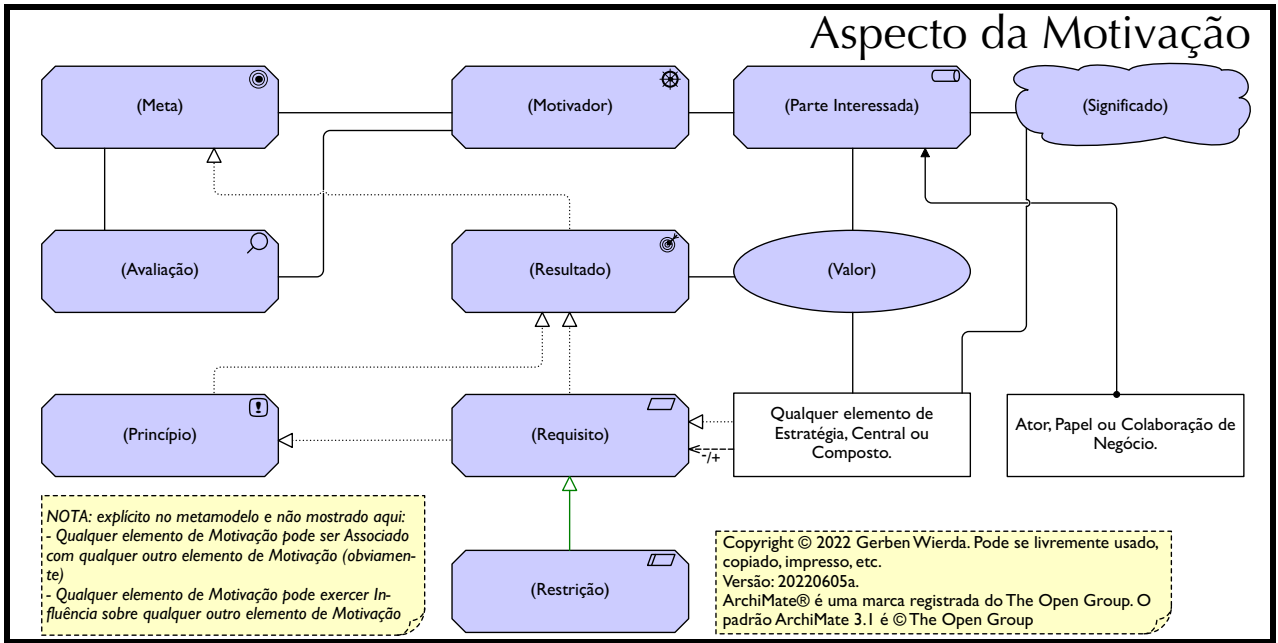 Aspecto da Motivação
(Meta)
(Motivador)
(Parte Interessada)
(Significado)
(Avaliação)
(Resultado)
(Valor)
(Princípio)
(Requisito)
-/+
Qualquer elemento de
Estratégia, Central ou
Composto.
Ator, Papel ou Colaboração de
Negócio.
NOTA: explícito no metamodelo e não mostrado aqui:
- Qualquer elemento de Motivação pode ser Associado
com qualquer outro elemento de Motivação (obviamen-
te)
- Qualquer elemento de Motivação pode exercer In-
fluência sobre qualquer outro elemento de Motivação
(Restrição)
Copyright © 2022 Gerben Wierda. Pode se livremente usado,
copiado, impresso, etc.
Versão: 20220605a.
ArchiMate® é uma marca registrada do The Open Group. O
padrão ArchiMate 3.1 é © The Open Group